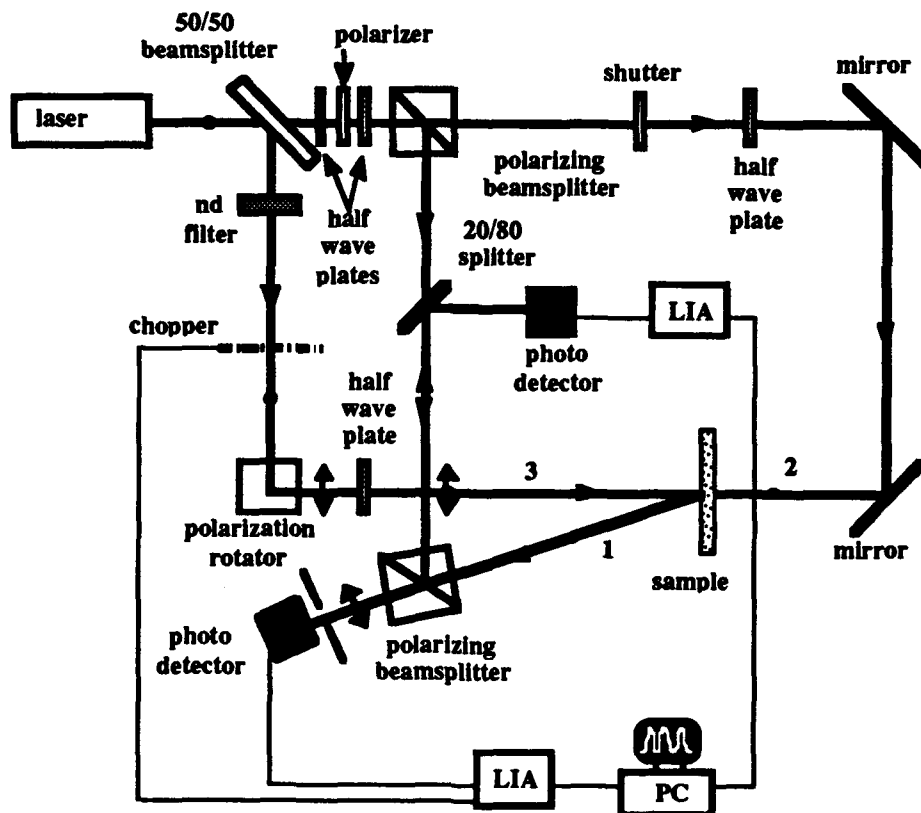 50/50
beamsplitter
polarizer
shutter
mirror
laser
polarizing
beamsplitter
half
wave
plate
nd
filter
half
wave
plates
20/80
splitter
LIA
chopper
photo
detector
half
wave
plate
3
2
polarization
rotator
1
sample
mirror
photo
detector
polarizing
beamsplitter
LIA
PC